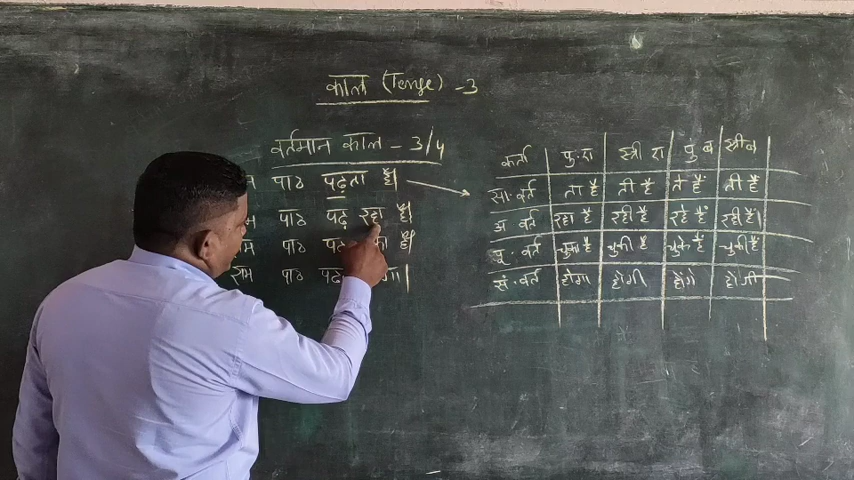 काल (Tense) -3
वर्तमान काल - 3/4
पाठ पढ़ता है।
पाठ पढ़ रहा है।
पाठ है।
राम पाठ
कर्ता पु. रा स्त्री रा पुं ब स्त्री ब
सा. वर्त ता है ती है ते हैं ती हैं
अ वर्त रहा है रही है रहे हैं रही हैं।
पू. वर्त चुका है चुकी है चुके हैं चुकी हैं
सं. वर्त होगा होगी होंगे होंगी